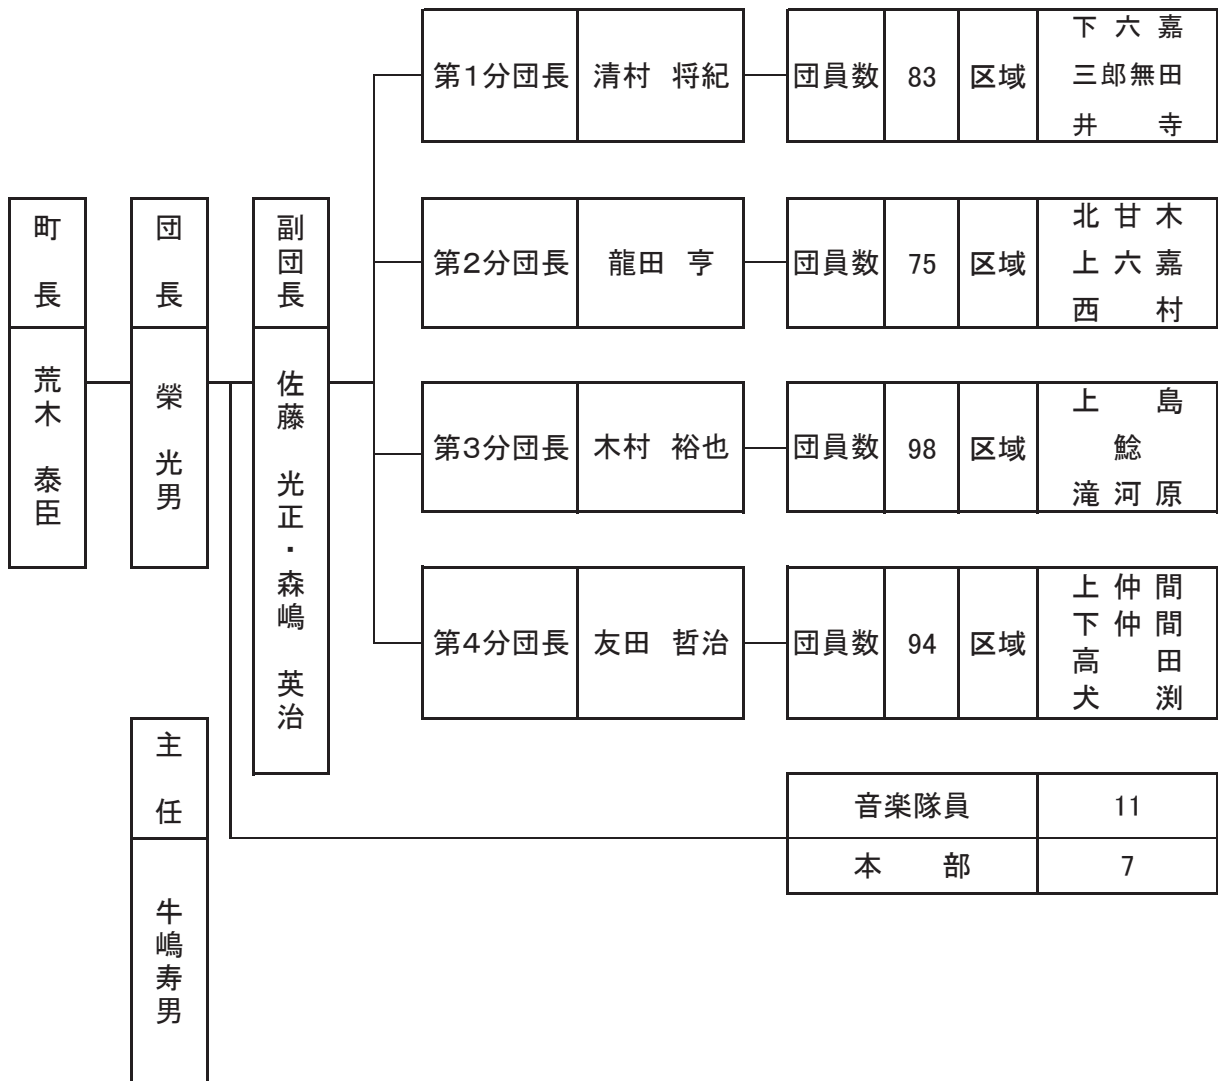 第1分団長 清村 将紀 団員数 83 区域 下六嘉
三郎無田
井寺
町長 荒木 泰臣
団長 榮 光男
副団長 佐藤 光正・森嶋 英治
第2分団長 龍田 亨 団員数 75 区域 北甘木
上六嘉
西村
第3分団長 木村 裕也 団員数 98 区域 上島
鯰
滝河原
第4分団長 友田 哲治 団員数 94 区域 上仲間
下仲間
高田
犬渕
主任 牛嶋寿男
音楽隊員 11
本部 7